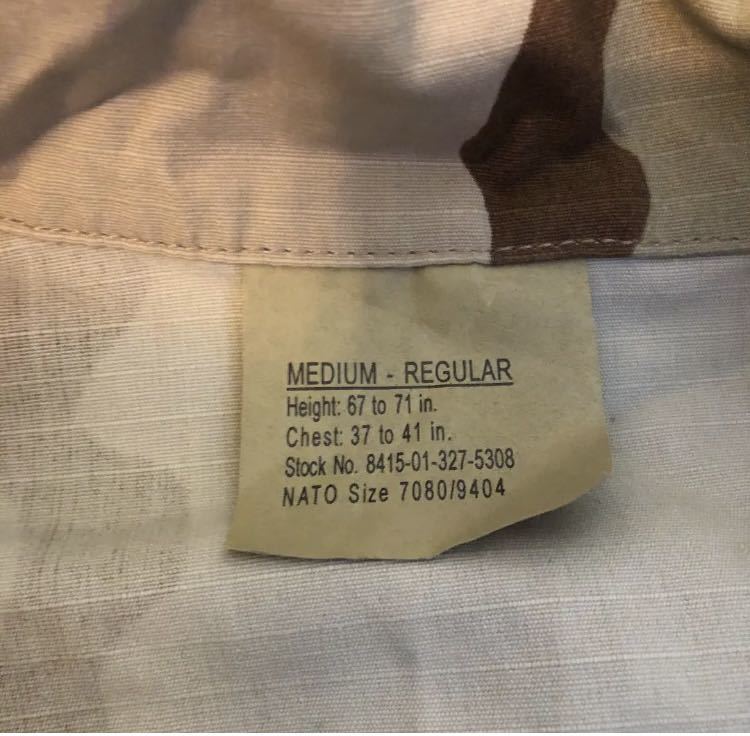 MEDIUM - REGULAR
Height: 67 to 71 in.
Chest: 37 to 41 in.
Stock No. 8415-01-327-5308
NATO Size 7080/9404